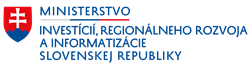 MINISTERSTVO
INVESTÍCIÍ, REGIONÁLNEHO ROZVOJA
A INFORMATIZÁCIE
SLOVENSKEJ REPUBLIKY